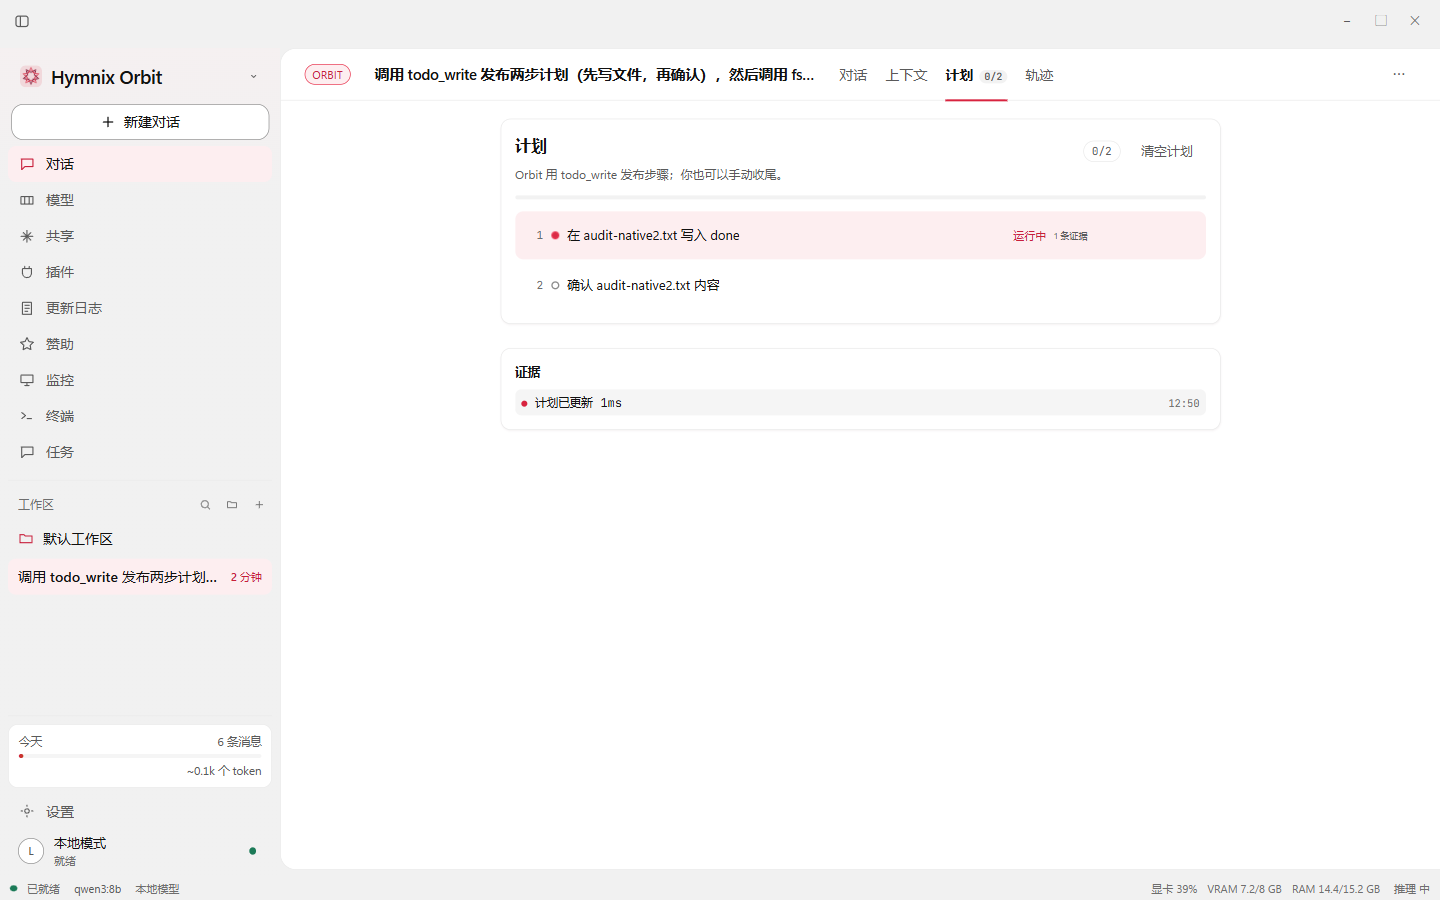 Hymnix Orbit
新建对话
对话
模型
共享
插件
更新日志
赞助
监控
终端
任务
工作区
默认工作区
调用 todo_write 发布两步计划... 2 分钟
今天 6 条消息
~0.1k 个 token
设置
L
本地模式
就绪
ORBIT 调用 todo_write 发布两步计划（先写文件，再确认），然后调用 fs... 对话 上下文 计划 0/2 轨迹
计划
0/2 清空计划
Orbit 用 todo_write 发布步骤；你也可以手动收尾。
1 在 audit-native2.txt 写入 done 运行中 1 条证据
2 确认 audit-native2.txt 内容
证据
计划已更新 1ms 12:50
已就绪 qwen3:8b 本地模型 显卡 39% VRAM 7.2/8 GB RAM 14.4/15.2 GB 推理 中